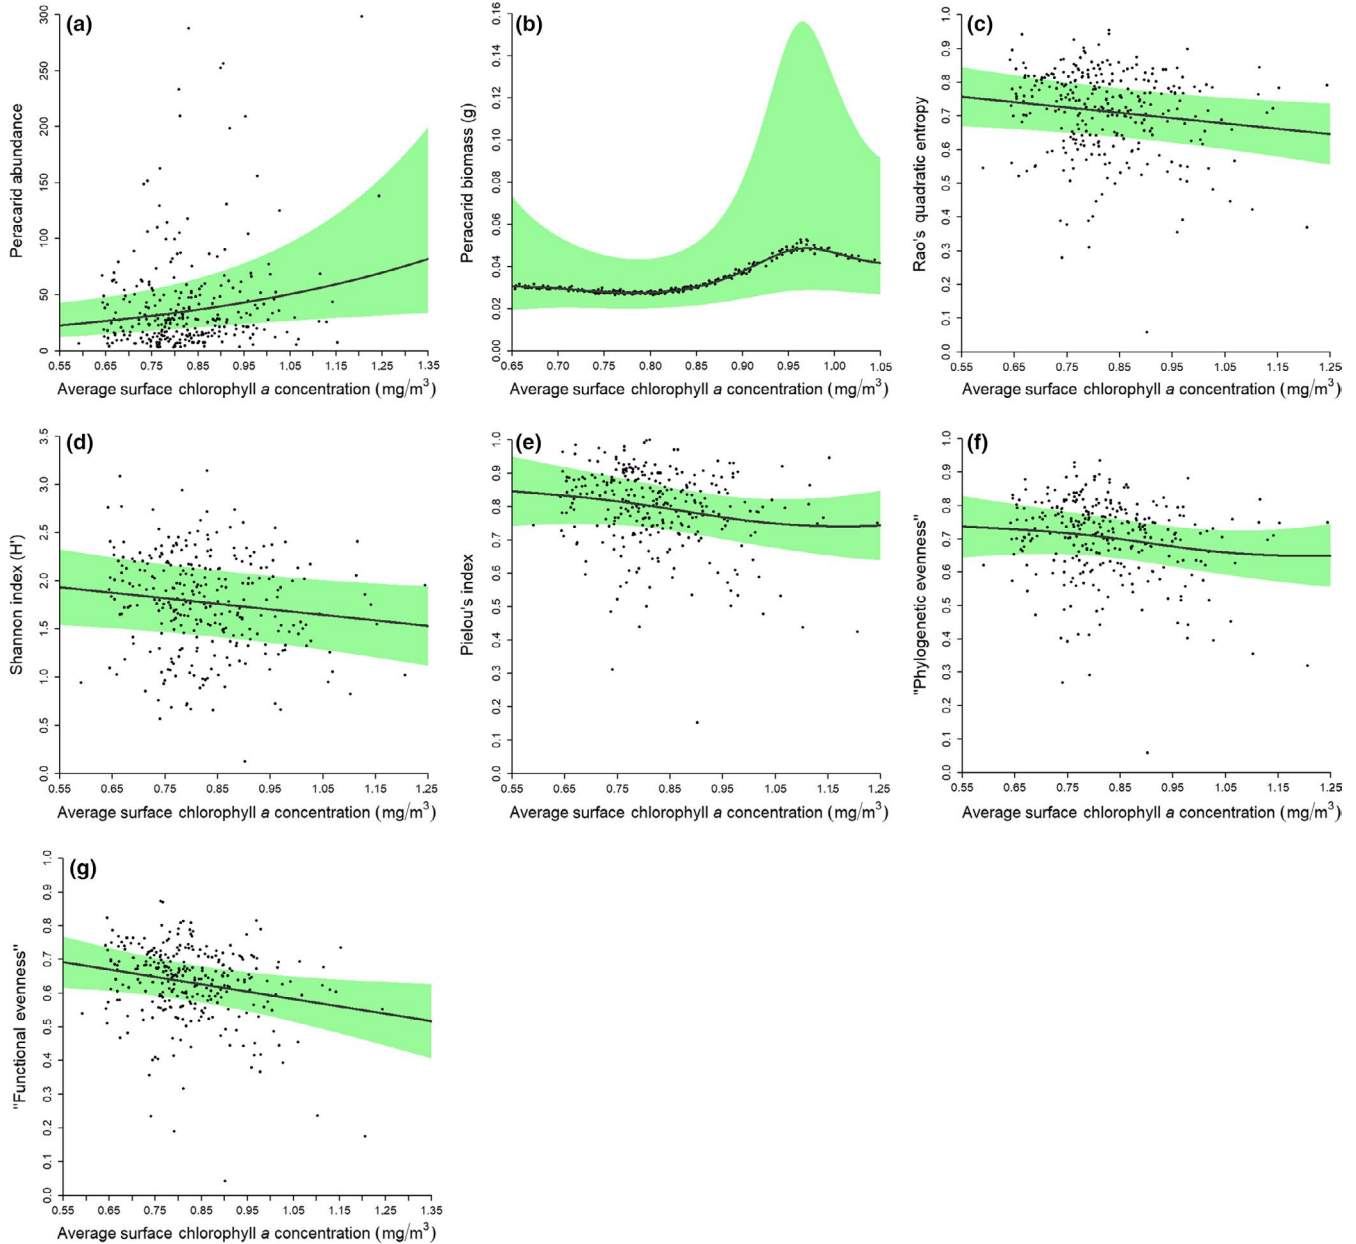 (a)
Peracarid abundance
0 50 100 150 200 250 300
0.55 0.65 0.75 0.85 0.95 1.05 1.15 1.25 1.35
Average surface chlorophyll a concentration (mg/m³)
(b)
Peracarid biomass (g)
0.00 0.02 0.04 0.06 0.08 0.10 0.12 0.14 0.16
0.65 0.70 0.75 0.80 0.85 0.90 0.95 1.00 1.05
Average surface chlorophyll a concentration (mg/m³)
(c)
Rao's quadratic entropy
0.0 0.1 0.2 0.3 0.4 0.5 0.6 0.7 0.8 0.9 1.0
0.55 0.65 0.75 0.85 0.95 1.05 1.15 1.25
Average surface chlorophyll a concentration (mg/m³)
(d)
Shannon index (H')
0.0 0.5 1.0 1.5 2.0 2.5 3.0 3.5
0.55 0.65 0.75 0.85 0.95 1.05 1.15 1.25
Average surface chlorophyll a concentration (mg/m³)
(e)
Pielou's index
0.0 0.1 0.2 0.3 0.4 0.5 0.6 0.7 0.8 0.9 1.0
0.55 0.65 0.75 0.85 0.95 1.05 1.15 1.25
Average surface chlorophyll a concentration (mg/m³)
(f)
"Phylogenetic evenness"
0.0 0.1 0.2 0.3 0.4 0.5 0.6 0.7 0.8 0.9 1.0
0.55 0.65 0.75 0.85 0.95 1.05 1.15 1.25
Average surface chlorophyll a concentration (mg/m³)
(g)
"Functional evenness"
0.0 0.1 0.2 0.3 0.4 0.5 0.6 0.7 0.8 0.9 1.0
0.55 0.65 0.75 0.85 0.95 1.05 1.15 1.25 1.35
Average surface chlorophyll a concentration (mg/m³)